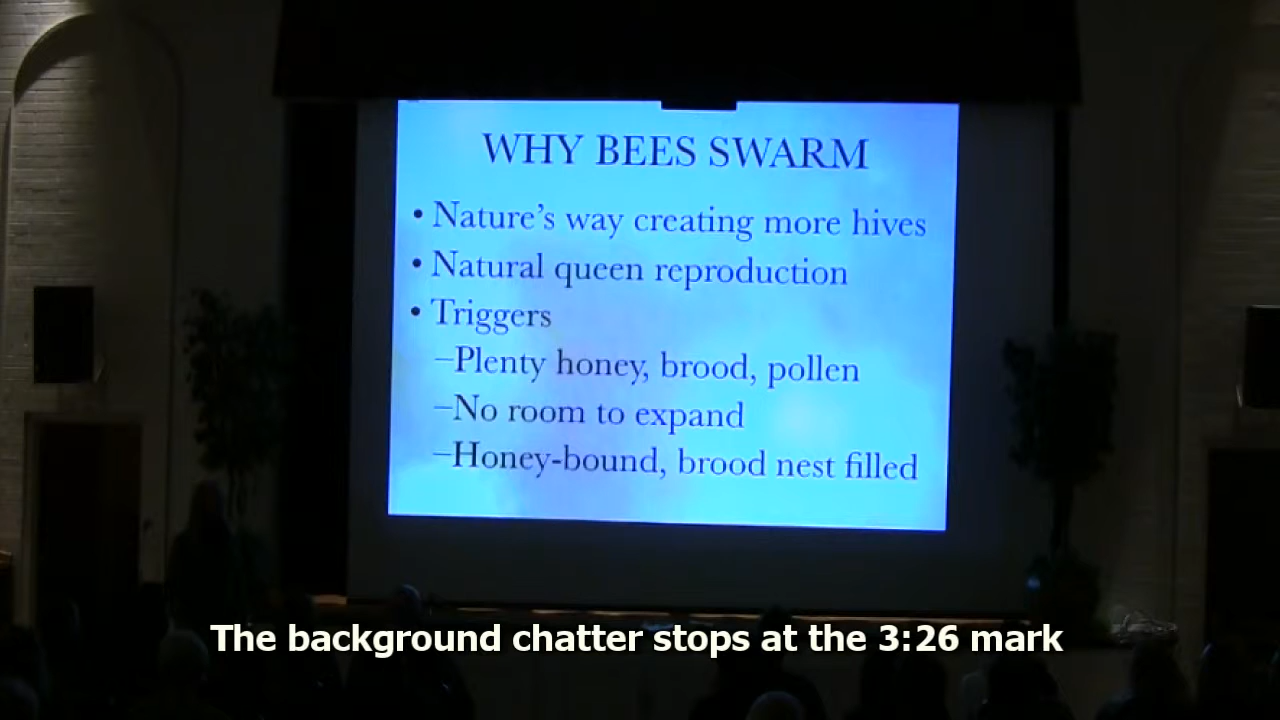 WHY BEES SWARM
• Nature's way creating more hives
• Natural queen reproduction
• Triggers
–Plenty honey, brood, pollen
–No room to expand
–Honey-bound, brood nest filled
The background chatter stops at the 3:26 mark